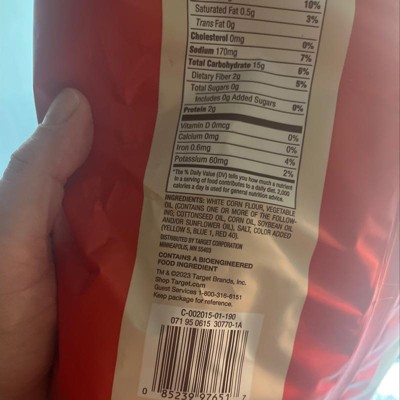 10%
Saturated Fat 0.5g 3%
Trans Fat 0g
Cholesterol 0mg 0%
Sodium 170mg 7%
Total Carbohydrate 15g 6%
Dietary Fiber 2g 5%
Total Sugars 0g
Includes 0g Added Sugars 0%
Protein 2g
Vitamin D 0mcg 0%
Calcium 0mg 0%
Iron 0.6mg 4%
Potassium 60mg 2%
*The % Daily Value (DV) tells you how much a nutrient
in a serving of food contributes to a daily diet. 2,000
calories a day is used for general nutrition advice.
INGREDIENTS: WHITE CORN FLOUR, VEGETABLE
OIL (CONTAINS ONE OR MORE OF THE FOLLOW-
ING: COTTONSEED OIL, CORN OIL, SOYBEAN OIL
AND/OR SUNFLOWER OIL), SALT, COLOR ADDED
(YELLOW 5, BLUE 1, RED 40).
DISTRIBUTED BY TARGET CORPORATION
MINNEAPOLIS, MN 55403
CONTAINS A BIOENGINEERED
FOOD INGREDIENT
TM & ©2023 Target Brands, Inc.
Shop Target.com
Guest Services 1-800-316-6151
Keep package for reference.
C-002015-01-190
071 95 0615 30770-1A
0 85239 97651 7